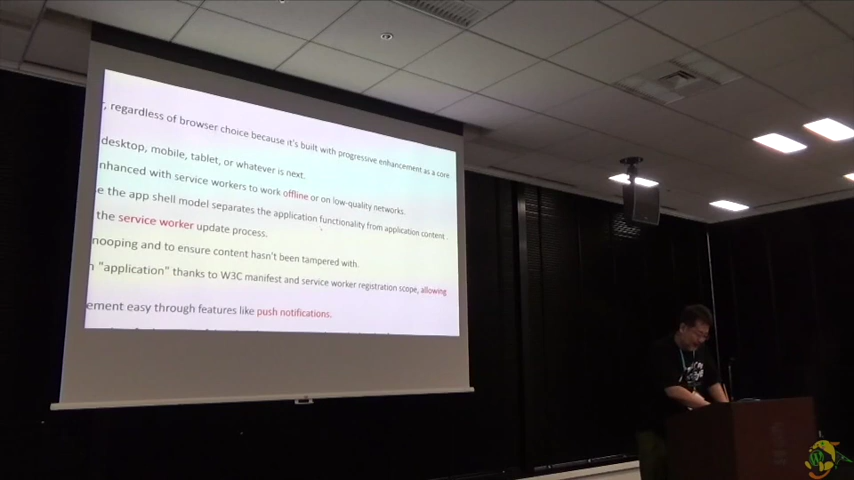 r, regardless of browser choice because it's built with progressive enhancement as a core
desktop, mobile, tablet, or whatever is next.
nhanced with service workers to work offline or on low-quality networks.
e the app shell model separates the application functionality from application content.
the service worker update process.
nooping and to ensure content hasn't been tampered with.
n "application" thanks to W3C manifest and service worker registration scope, allowing
ement easy through features like push notifications.